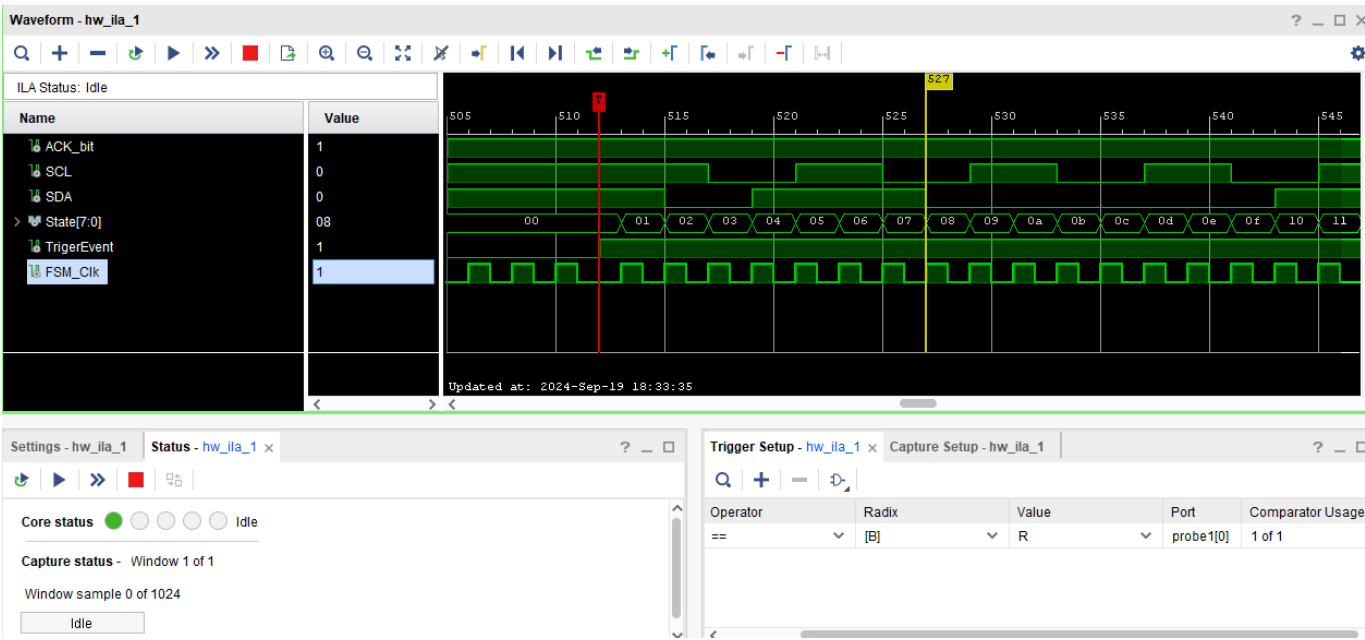 Waveform - hw_ila_1
? _ □ X
ILA Status: Idle
Name Value
ACK_bit 1
SCL 0
SDA 0
> State[7:0] 08
TrigerEvent 1
FSM_Clk 1
527
T
505 510 515 520 525 530 535 540 545
00 01 02 03 04 05 06 07 08 09 0a 0b 0c 0d 0e 0f 10 11
Updated at: 2024-Sep-19 18:33:35
Settings - hw_ila_1 Status - hw_ila_1 × ? _ □
Core status Idle
Capture status - Window 1 of 1
Window sample 0 of 1024
Idle
Trigger Setup - hw_ila_1 × Capture Setup - hw_ila_1 ? _ □
Operator Radix Value Port Comparator Usage
== [B] R probe1[0] 1 of 1